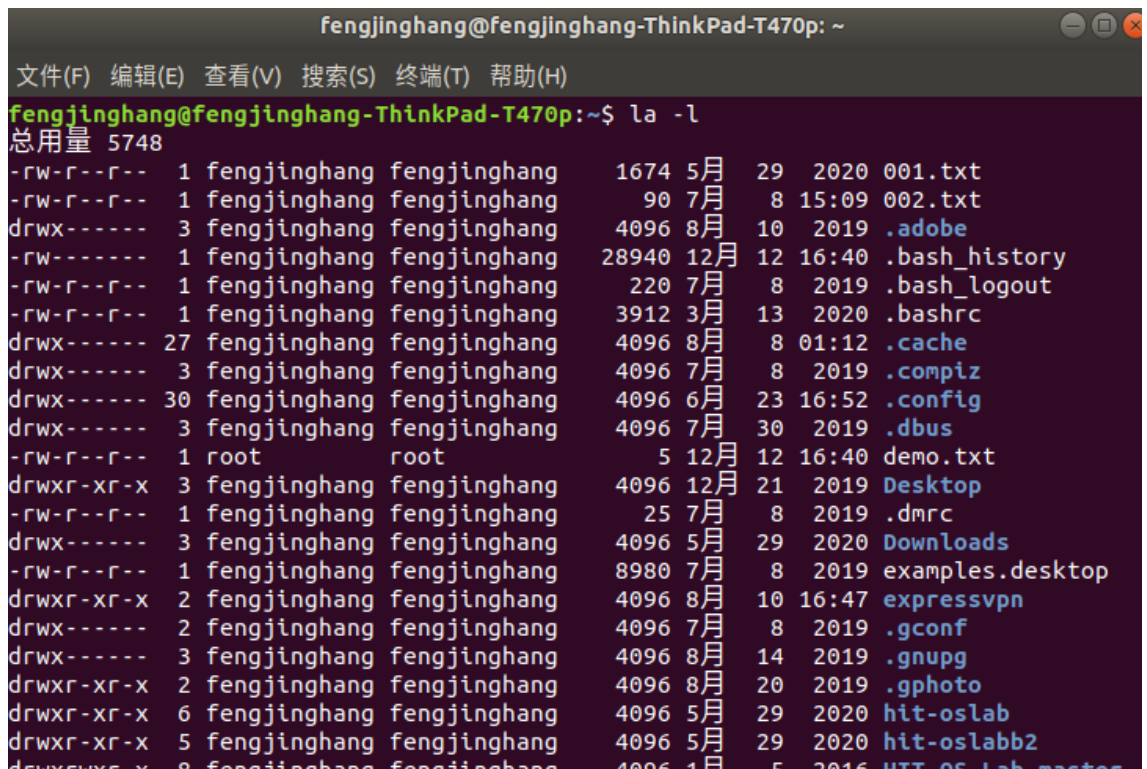 fengjinghang@fengjinghang-ThinkPad-T470p: ~
文件(F) 编辑(E) 查看(V) 搜索(S) 终端(T) 帮助(H)
fengjinghang@fengjinghang-ThinkPad-T470p:~$ la -l
总用量 5748
-rw-r--r-- 1 fengjinghang fengjinghang 1674 5月 29 2020 001.txt
-rw-r--r-- 1 fengjinghang fengjinghang 90 7月 8 15:09 002.txt
drwx------ 3 fengjinghang fengjinghang 4096 8月 10 2019 .adobe
-rw------- 1 fengjinghang fengjinghang 28940 12月 12 16:40 .bash_history
-rw-r--r-- 1 fengjinghang fengjinghang 220 7月 8 2019 .bash_logout
-rw-r--r-- 1 fengjinghang fengjinghang 3912 3月 13 2020 .bashrc
drwx------ 27 fengjinghang fengjinghang 4096 8月 8 01:12 .cache
drwx------ 3 fengjinghang fengjinghang 4096 7月 8 2019 .compiz
drwx------ 30 fengjinghang fengjinghang 4096 6月 23 16:52 .config
drwx------ 3 fengjinghang fengjinghang 4096 7月 30 2019 .dbus
-rw-r--r-- 1 root root 5 12月 12 16:40 demo.txt
drwxr-xr-x 3 fengjinghang fengjinghang 4096 12月 21 2019 Desktop
-rw-r--r-- 1 fengjinghang fengjinghang 25 7月 8 2019 .dmrc
drwx------ 3 fengjinghang fengjinghang 4096 5月 29 2020 Downloads
-rw-r--r-- 1 fengjinghang fengjinghang 8980 7月 8 2019 examples.desktop
drwxr-xr-x 2 fengjinghang fengjinghang 4096 8月 10 16:47 expressvpn
drwx------ 2 fengjinghang fengjinghang 4096 7月 8 2019 .gconf
drwx------ 3 fengjinghang fengjinghang 4096 8月 14 2019 .gnupg
drwxr-xr-x 2 fengjinghang fengjinghang 4096 8月 20 2019 .gphoto
drwxr-xr-x 6 fengjinghang fengjinghang 4096 5月 29 2020 hit-oslab
drwxr-xr-x 5 fengjinghang fengjinghang 4096 5月 29 2020 hit-oslabb2
drwxrwxr-x 8 fengjinghang fengjinghang 4096 1月 5 2016 HIT-OS-Lab-master